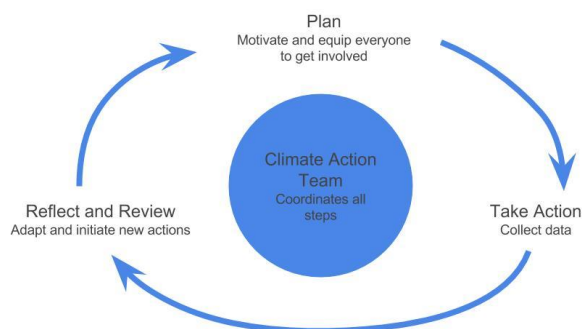 Plan
Motivate and equip everyone
to get involved
Climate Action
Team
Coordinates all
steps
Reflect and Review
Adapt and initiate new actions
Take Action
Collect data